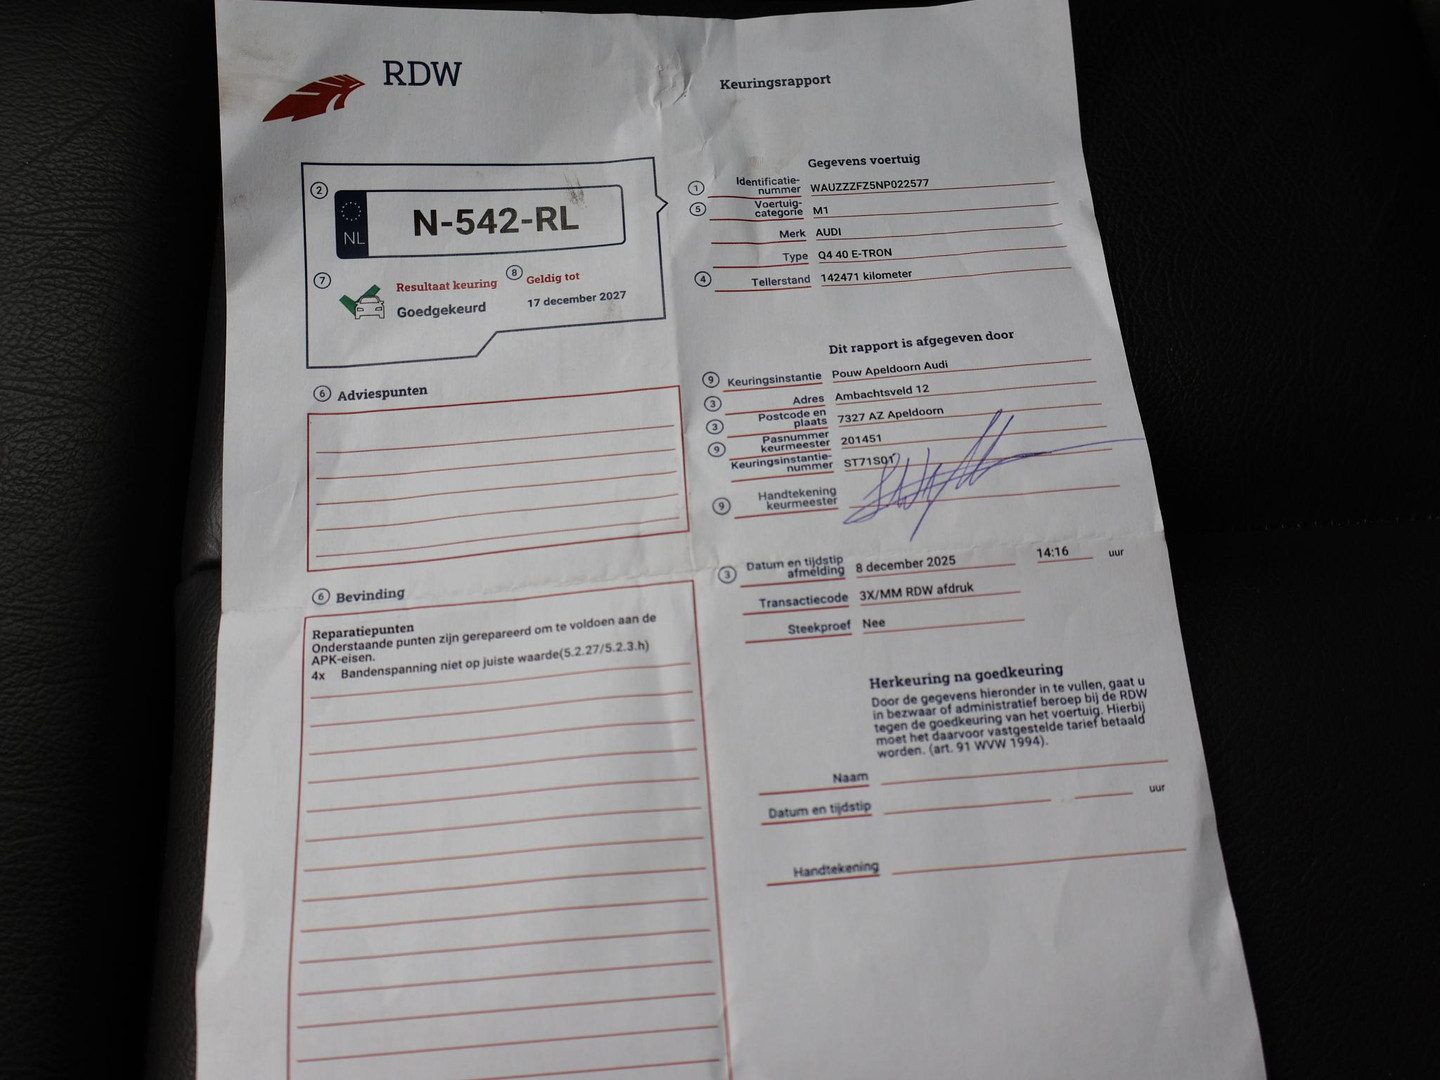 RDW
Keuringsrapport
2
NL
N-542-RL
7
Resultaat keuring
Goedgekeurd
8
Geldig tot
17 december 2027
6 Adviespunten
6 Bevinding
Reparatiepunten
Onderstaande punten zijn gerepareerd om te voldoen aan de
APK-eisen.
4x Bandenspanning niet op juiste waarde(5.2.27/5.2.3.h)
Gegevens voertuig
1 Identificatie-
nummer WAUZZZFZ5NP022577
5 Voertuig-
categorie M1
Merk AUDI
Type Q4 40 E-TRON
4 Tellerstand 142471 kilometer
Dit rapport is afgegeven door
9 Keuringsinstantie Pouw Apeldoorn Audi
3 Adres Ambachtsveld 12
3 Postcode en
plaats 7327 AZ Apeldoorn
9 Pasnummer
keurmeester 201451
Keuringsinstantie-
nummer ST71S01
9 Handtekening
keurmeester
3 Datum en tijdstip
afmelding 8 december 2025 14:16 uur
Transactiecode 3X/MM RDW afdruk
Steekproef Nee
Herkeuring na goedkeuring
Door de gegevens hieronder in te vullen, gaat u
in bezwaar of administratief beroep bij de RDW
tegen de goedkeuring van het voertuig. Hierbij
moet het daarvoor vastgestelde tarief betaald
worden. (art. 91 WVW 1994).
Naam
Datum en tijdstip uur
Handtekening